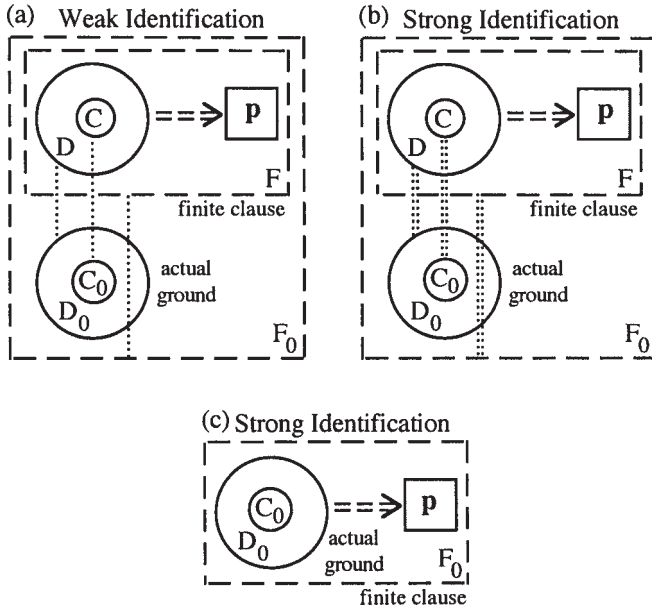 (a) Weak Identification
C
p
D
F
finite clause
C0
actual
ground
D0
F0
(b) Strong Identification
C
p
D
F
finite clause
C0
actual
ground
D0
F0
(c) Strong Identification
C0
p
D0
actual
ground
F0
finite clause